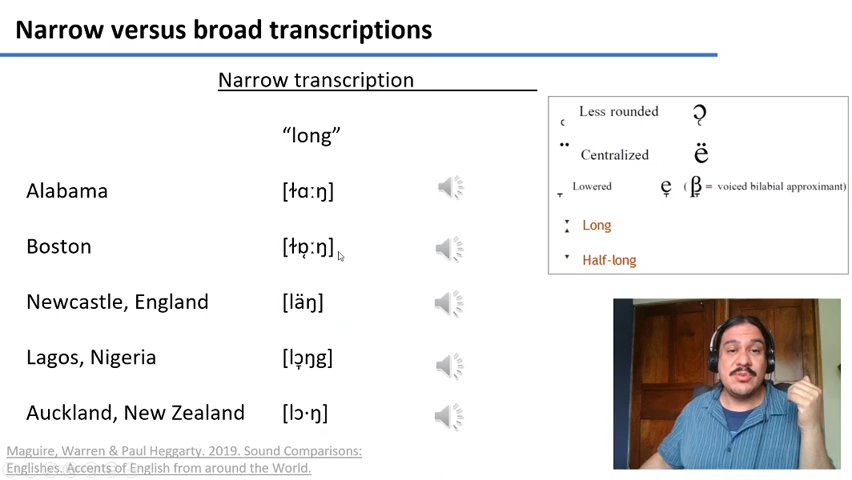 Narrow versus broad transcriptions
Narrow transcription
“long”
Alabama [ɫɑːŋ]
Boston [ɫɒ̜ːŋ]
Newcastle, England [läŋ]
Lagos, Nigeria [lɔ̞ŋg]
Auckland, New Zealand [lɔˑŋ]
Maguire, Warren & Paul Heggarty. 2019. Sound Comparisons:
Englishes. Accents of English from around the World.
̜ Less rounded ɔ̜
̈ Centralized ë
̞ Lowered e̞ ( β̞ = voiced bilabial approximant)
ː Long
ˑ Half-long